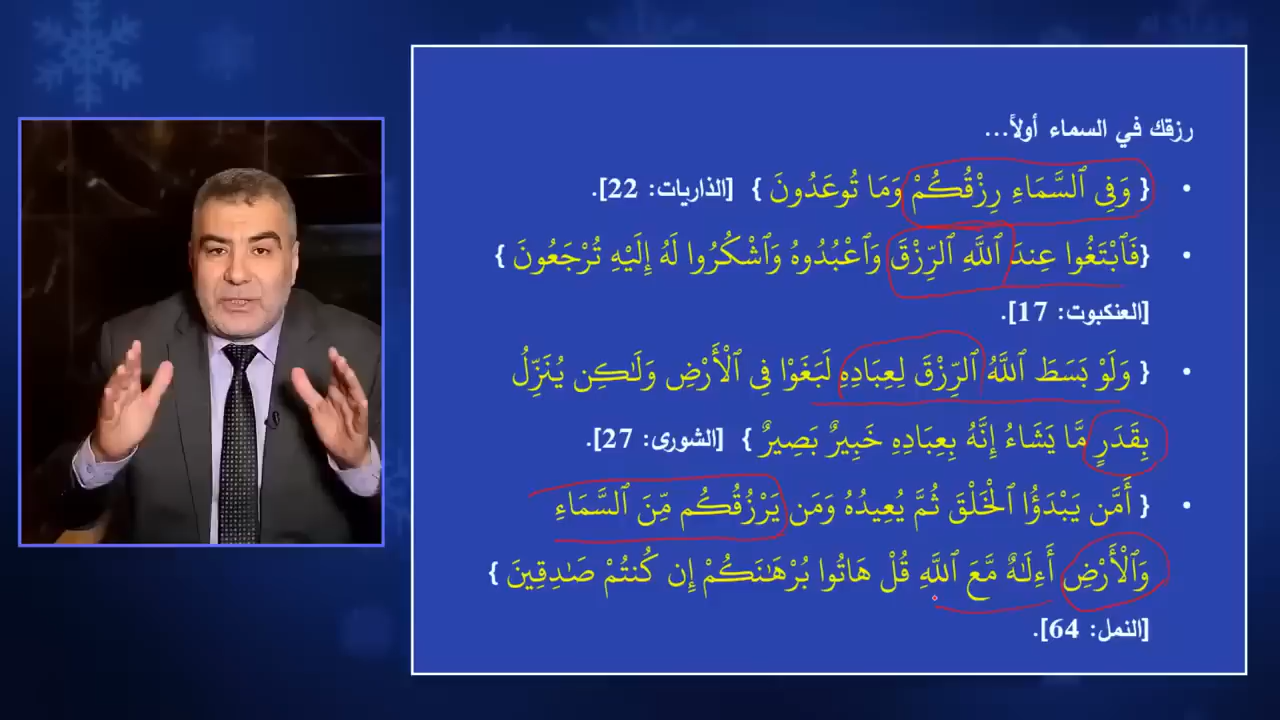 رزقك في السماء أولاً...
• { وَفِى ٱلسَّمَاءِ رِزْقُكُمْ وَمَا تُوعَدُونَ } [الذاريات: 22].
• {فَٱبْتَغُوا عِندَ ٱللَّهِ ٱلرِّزْقَ وَٱعْبُدُوهُ وَٱشْكُرُوا لَهُ إِلَيْهِ تُرْجَعُونَ }
[العنكبوت: 17].
• { وَلَوْ بَسَطَ ٱللَّهُ ٱلرِّزْقَ لِعِبَادِهِ لَبَغَوْا فِى ٱلْأَرْضِ وَلَٰكِن يُنَزِّلُ
بِقَدَرٍ مَّا يَشَاءُ إِنَّهُ بِعِبَادِهِ خَبِيرٌ بَصِيرٌ } [الشورى: 27].
• { أَمَّن يَبْدَؤُا ٱلْخَلْقَ ثُمَّ يُعِيدُهُ وَمَن يَرْزُقُكُم مِّنَ ٱلسَّمَاءِ
وَٱلْأَرْضِ أَءِلَٰهٌ مَّعَ ٱللَّهِ قُلْ هَاتُوا بُرْهَٰنَكُمْ إِن كُنتُمْ صَٰدِقِينَ }
[النمل: 64].